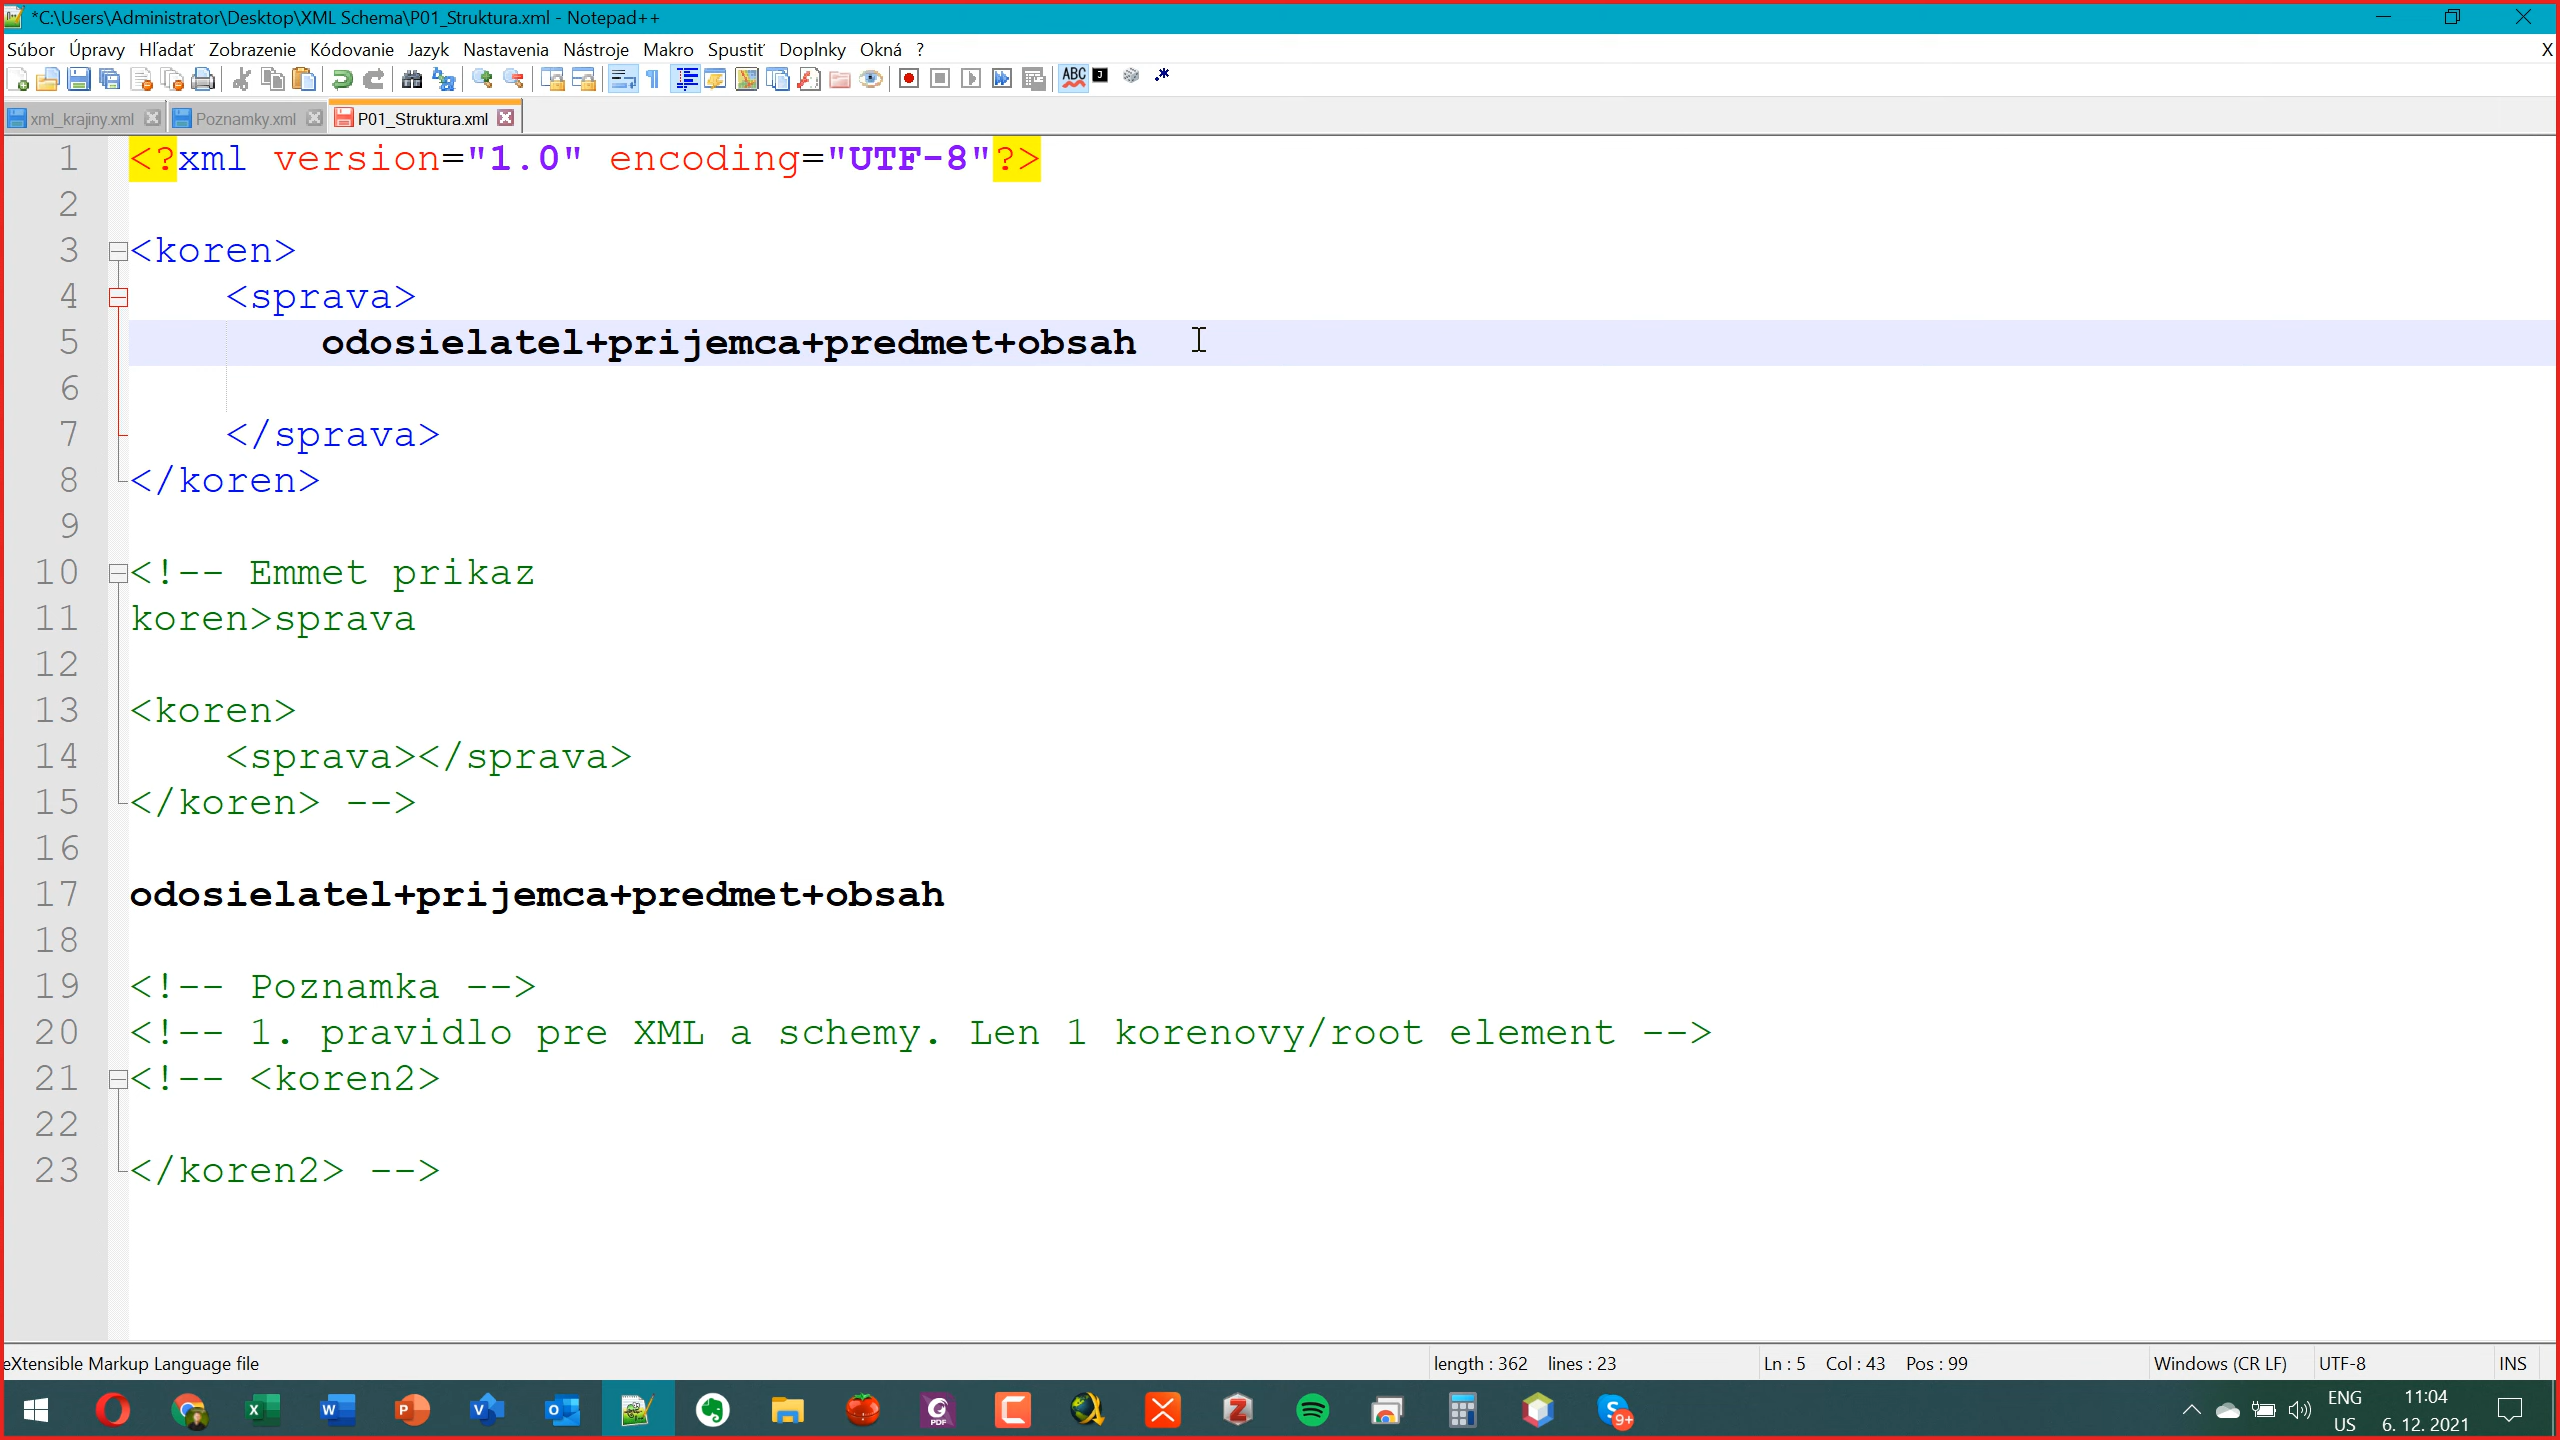 *C:\Users\Administrator\Desktop\XML Schema\P01_Struktura.xml - Notepad++
Súbor Úpravy Hľadať Zobrazenie Kódovanie Jazyk Nastavenia Nástroje Makro Spustiť Doplnky Okná ? X
xml_krajiny.xml Poznamky.xml P01_Struktura.xml
1 <?xml version="1.0" encoding="UTF-8"?>
2
3 <koren>
4 <sprava>
5 odosielatel+prijemca+predmet+obsah
6
7 </sprava>
8 </koren>
9
10 <!-- Emmet prikaz
11 koren>sprava
12
13 <koren>
14 <sprava></sprava>
15 </koren> -->
16
17 odosielatel+prijemca+predmet+obsah
18
19 <!-- Poznamka -->
20 <!-- 1. pravidlo pre XML a schemy. Len 1 korenovy/root element -->
21 <!-- <koren2>
22
23 </koren2> -->
eXtensible Markup Language file length : 362 lines : 23 Ln : 5 Col : 43 Pos : 99 Windows (CR LF) UTF-8 INS
ENG 11:04
US 6. 12. 2021